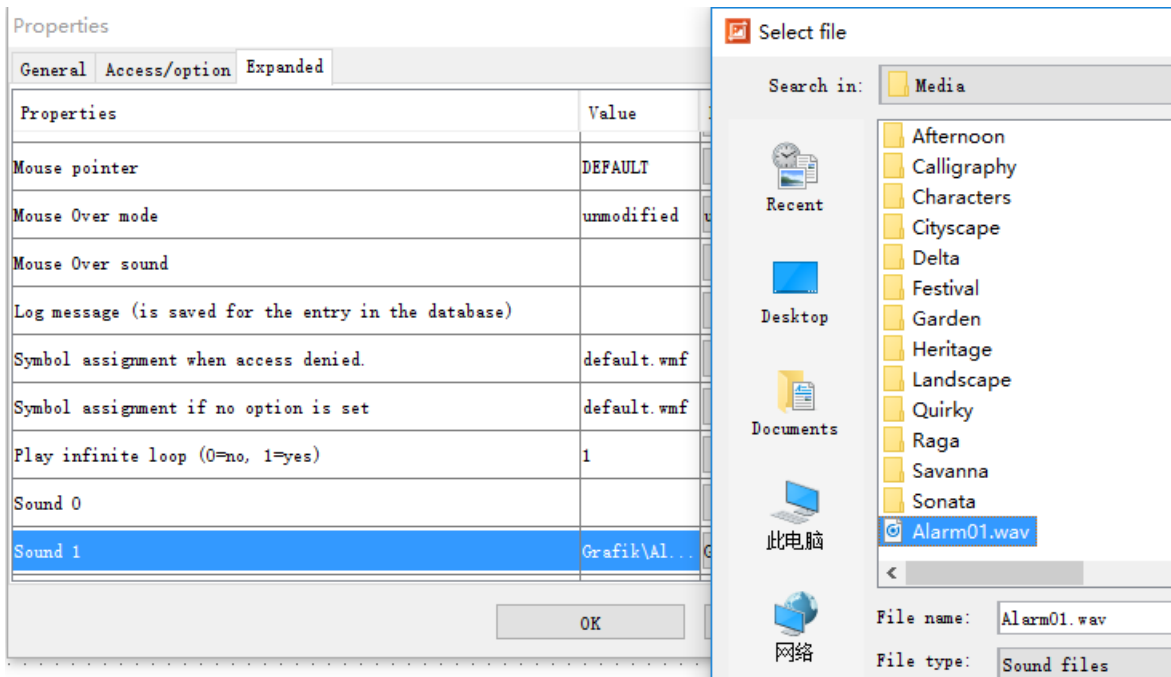 Properties
General Access/option Expanded
Properties Value
Mouse pointer DEFAULT
Mouse Over mode unmodified
Mouse Over sound
Log message (is saved for the entry in the database)
Symbol assignment when access denied. default.wmf
Symbol assignment if no option is set default.wmf
Play infinite loop (0=no, 1=yes) 1
Sound 0
Sound 1 Grafik\Al...
OK
Select file
Search in: Media
Recent
Desktop
Documents
此电脑
网络
Afternoon
Calligraphy
Characters
Cityscape
Delta
Festival
Garden
Heritage
Landscape
Quirky
Raga
Savanna
Sonata
Alarm01.wav
File name: Alarm01.wav
File type: Sound files